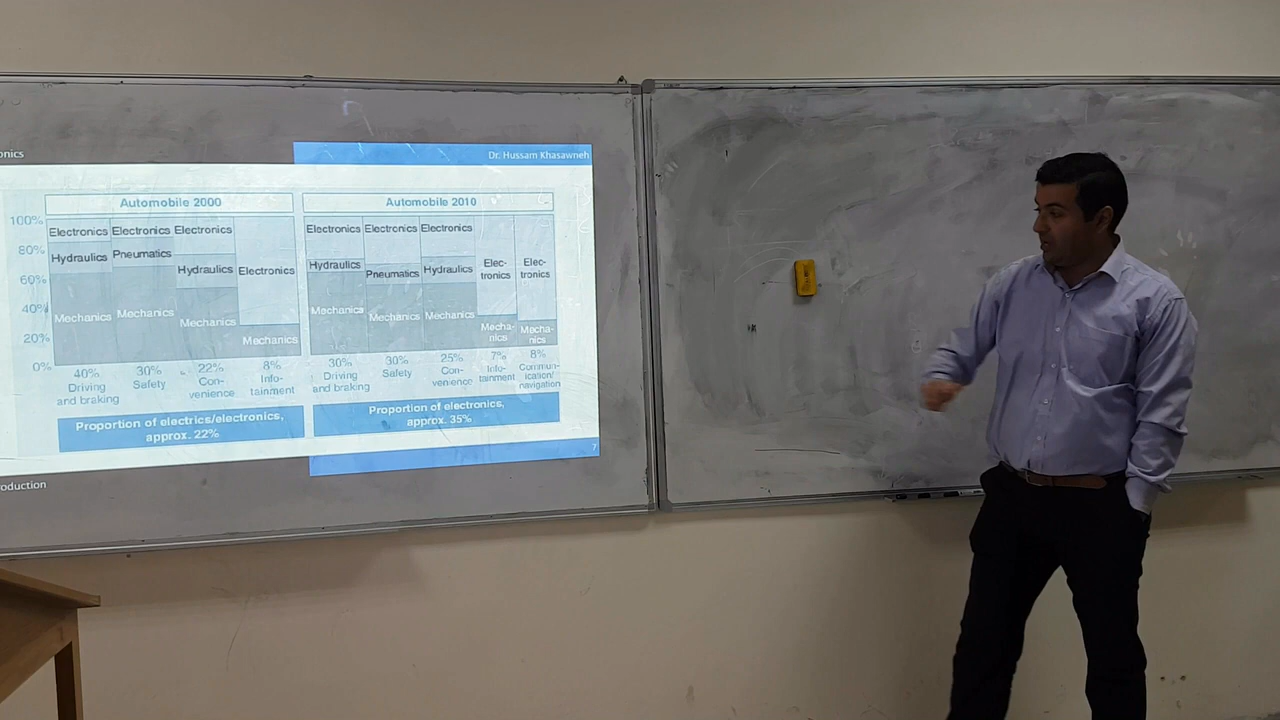 onics
Dr. Hussam Khasawneh
Automobile 2000
Automobile 2010
100%
80%
60%
40%
20%
0%
Electronics
Hydraulics
Mechanics
Electronics
Pneumatics
Mechanics
Electronics
Hydraulics
Mechanics
Electronics
Mechanics
Electronics
Hydraulics
Mechanics
Electronics
Pneumatics
Mechanics
Electronics
Hydraulics
Mechanics
Elec-
tronics
Mecha-
nics
Elec-
tronics
Mecha-
nics
40%
Driving
and braking
30%
Safety
22%
Con-
venience
8%
Info-
tainment
30%
Driving
and braking
30%
Safety
25%
Con-
venience
7%
Info-
tainment
8%
Commun-
ication/
navigation
Proportion of electrics/electronics,
approx. 22%
Proportion of electronics,
approx. 35%
7
oduction